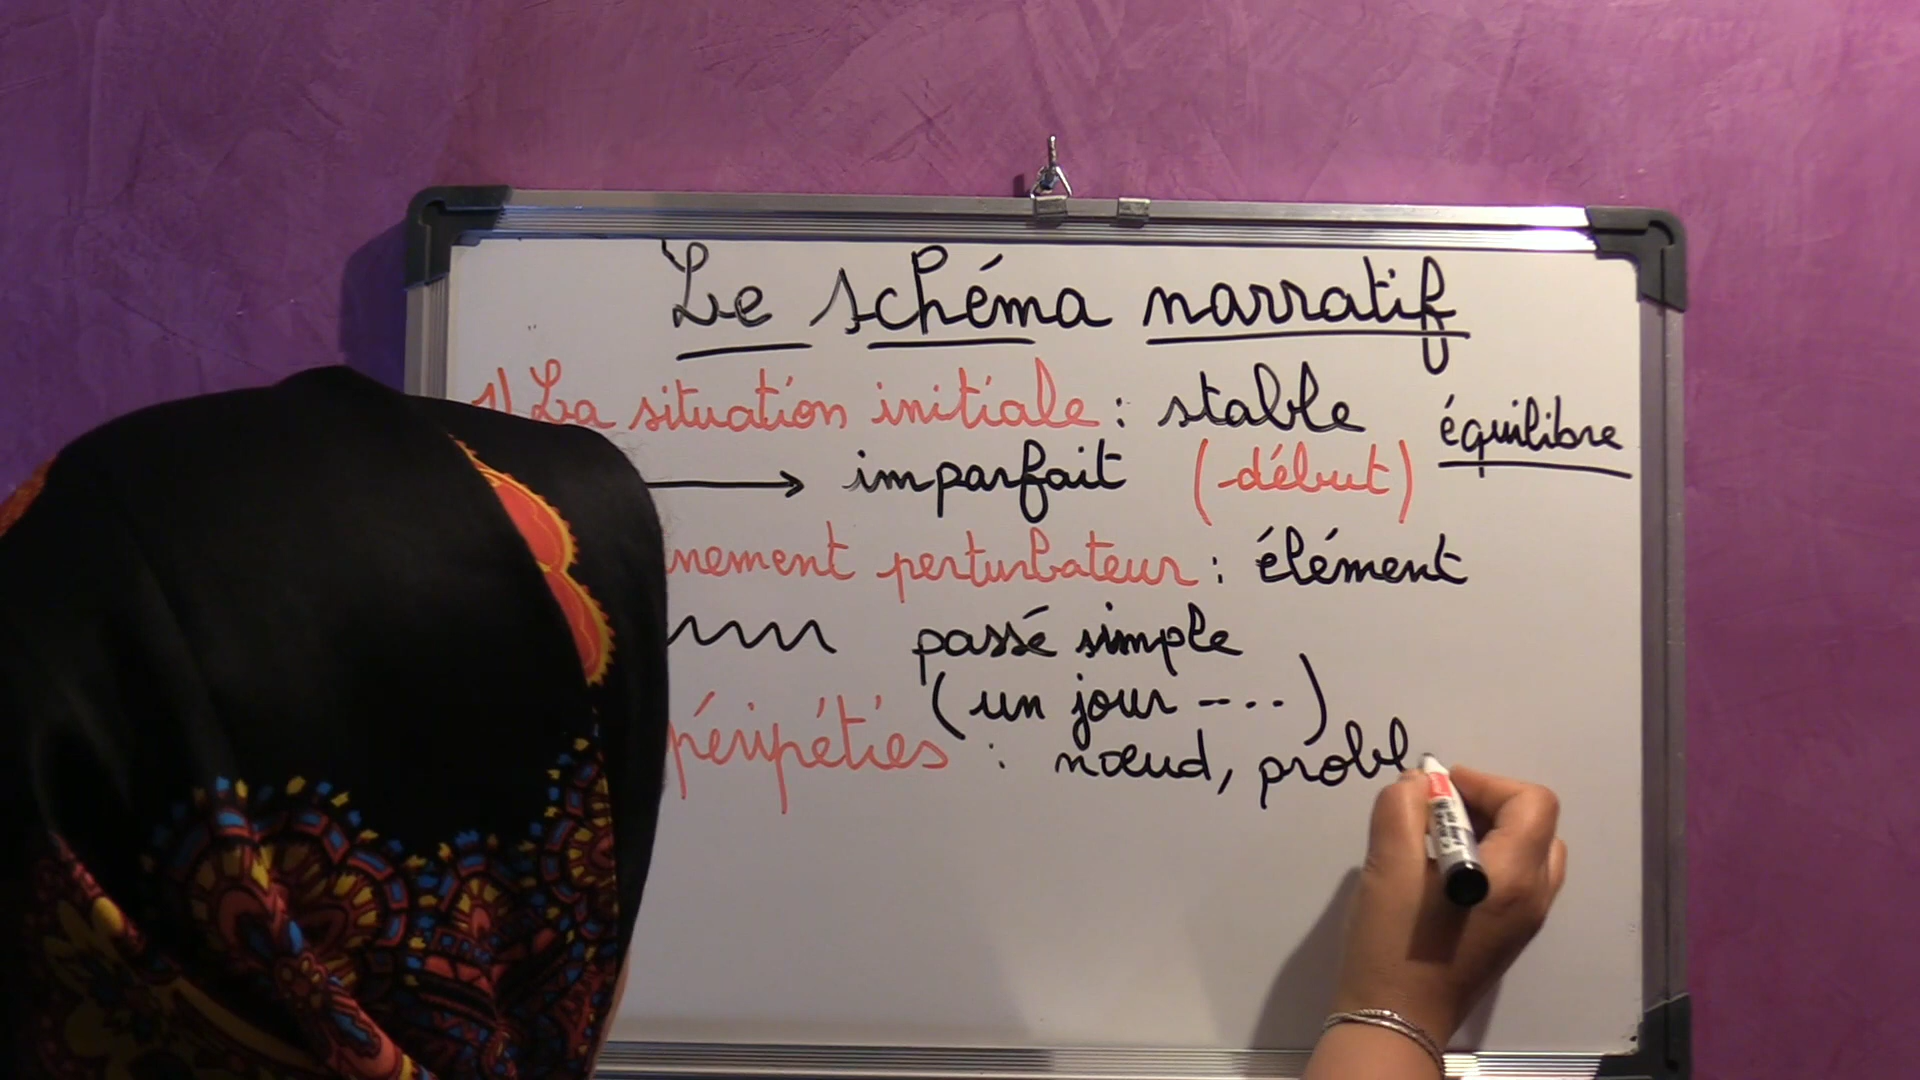 Le schéma narratif
1) La situation initiale : stable équilibre
imparfait (début)
nement perturbateur : élément
passé simple
(un jour -...)
péripéties : nœud, probl